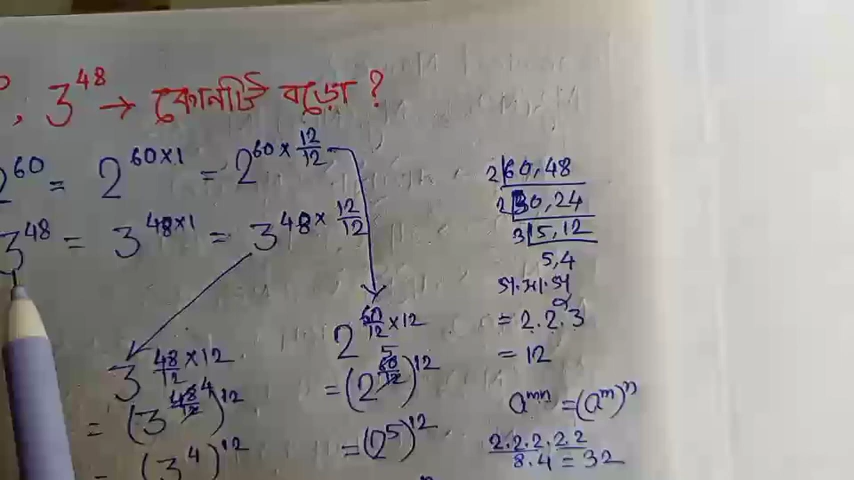 , 3^48 → কোনটি বড়ো ?
2^60 = 2^60×1 = 2^60×12/12
3^48 = 3^48×1 = 3^48×12/12
2|60,48
2|30,24
3|15,12
5,4
গ.সা.গু
= 2.2.3
= 12
2^60/12×12
= (2^60/12)^12
5
= (2^5)^12
3^48/12×12
= (3^48/12)^12
4
= (3^4)^12
a^mn = (a^m)^n
2.2.2.2.2
8.4 = 32